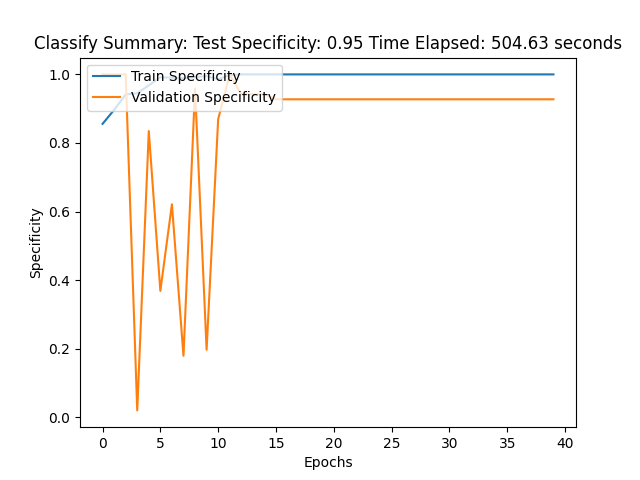 Classify Summary: Test Specificity: 0.95 Time Elapsed: 504.63 seconds
Train Specificity
Validation Specificity
1.0
0.8
0.6
0.4
0.2
0.0
Specificity
0 5 10 15 20 25 30 35 40
Epochs